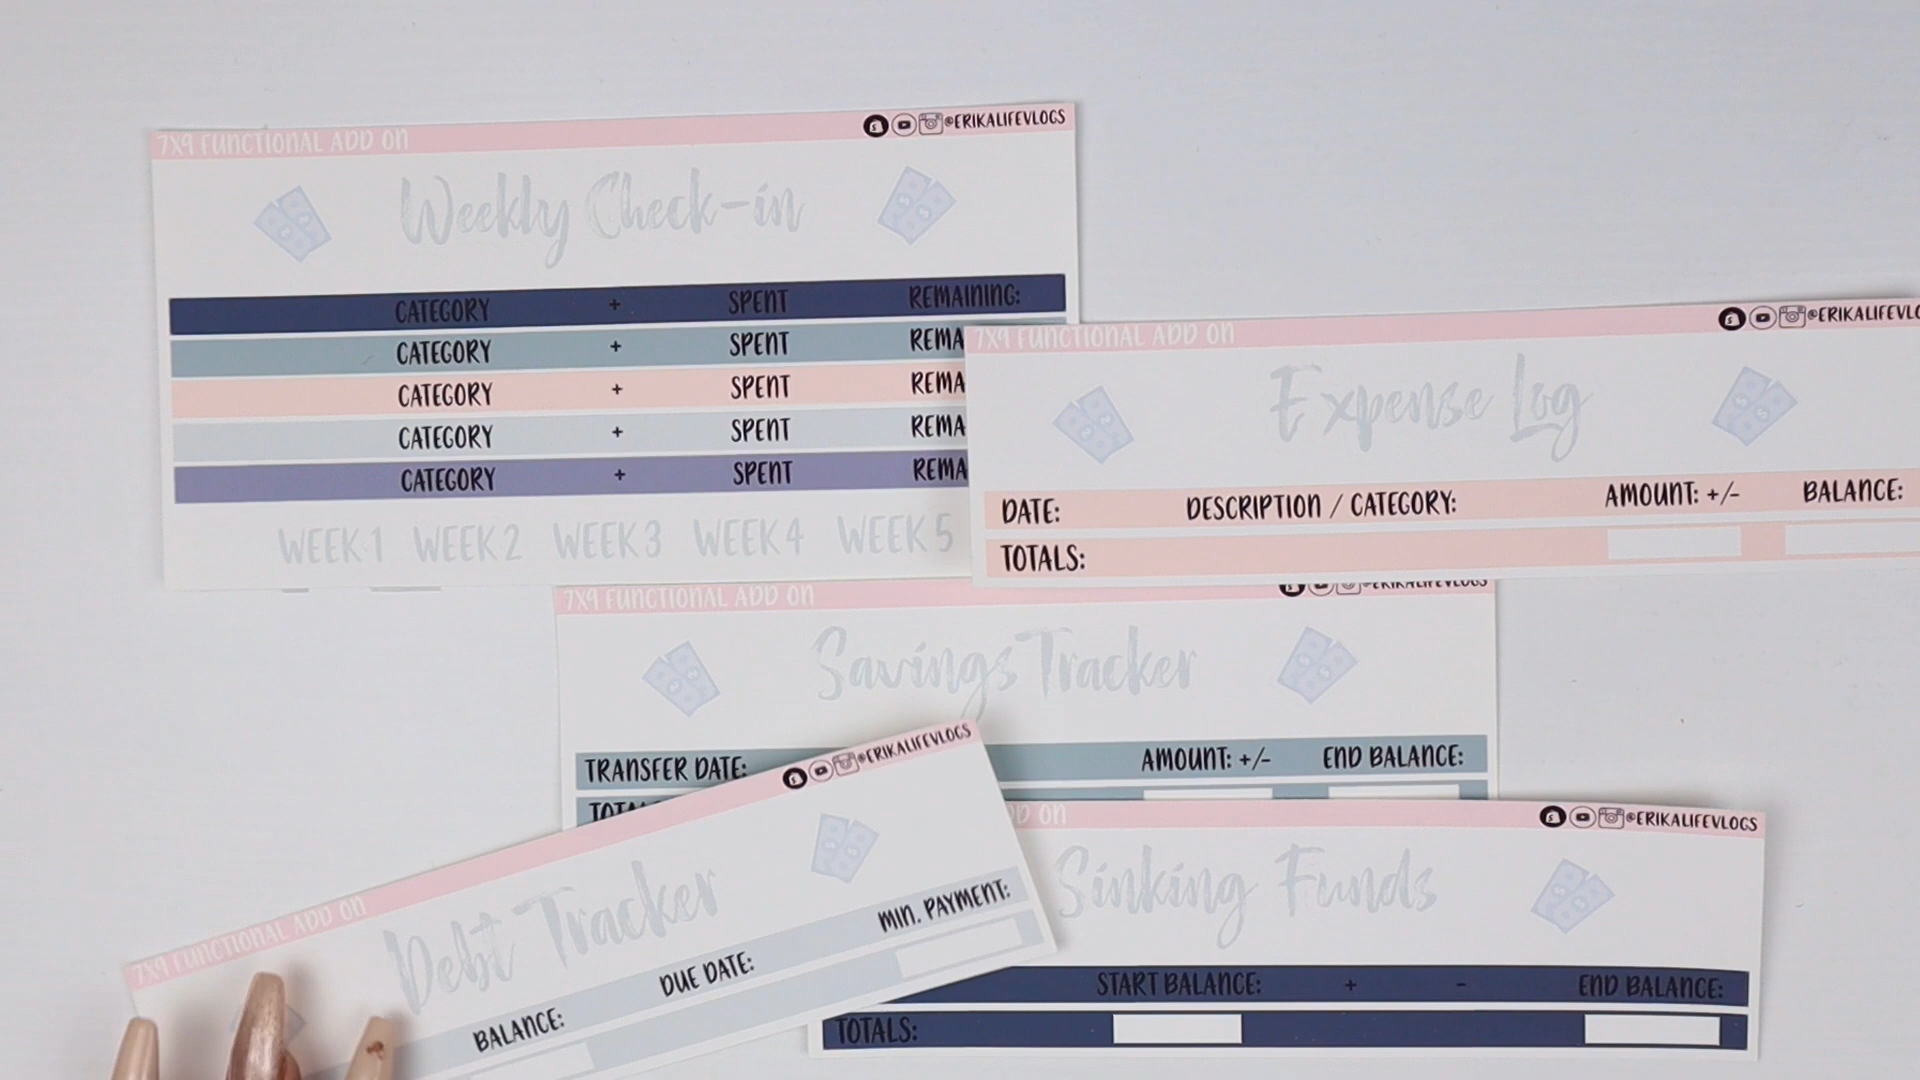 7X9 FUNCTIONAL ADD ON @ERIKALIFEVLOGS
Weekly Check-in
CATEGORY + SPENT REMAINING:
CATEGORY + SPENT REMA
CATEGORY + SPENT REMA
CATEGORY + SPENT REMA
CATEGORY + SPENT REMA
WEEK 1 WEEK 2 WEEK 3 WEEK 4 WEEK 5
7X9 FUNCTIONAL ADD ON @ERIKALIFEVLO
Expense Log
DATE: DESCRIPTION / CATEGORY: AMOUNT: +/- BALANCE:
TOTALS:
7X9 FUNCTIONAL ADD ON @ERIKALIFEVLOGS
Savings Tracker
TRANSFER DATE: AMOUNT: +/- END BALANCE:
7X9 FUNCTIONAL ADD ON @ERIKALIFEVLOGS
Debt Tracker
BALANCE: DUE DATE: MIN. PAYMENT:
ADD ON @ERIKALIFEVLOGS
Sinking Funds
START BALANCE: + - END BALANCE:
TOTALS: